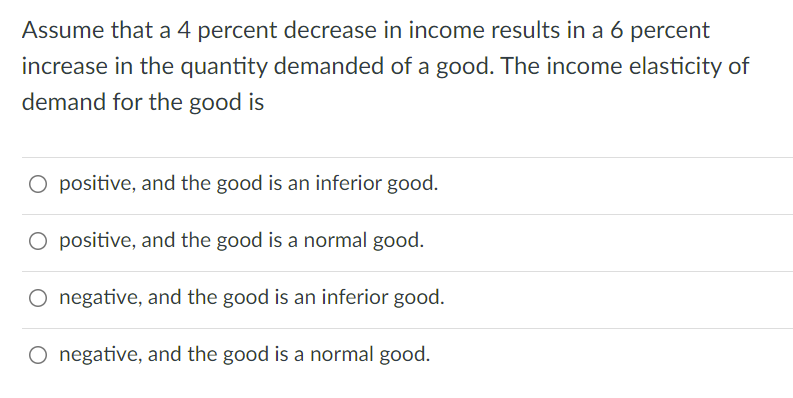 Assume that a 4 percent decrease in income results in a 6 percent
increase in the quantity demanded of a good. The income elasticity of
demand for the good is
positive, and the good is an inferior good.
positive, and the good is a normal good.
negative, and the good is an inferior good.
negative, and the good is a normal good.